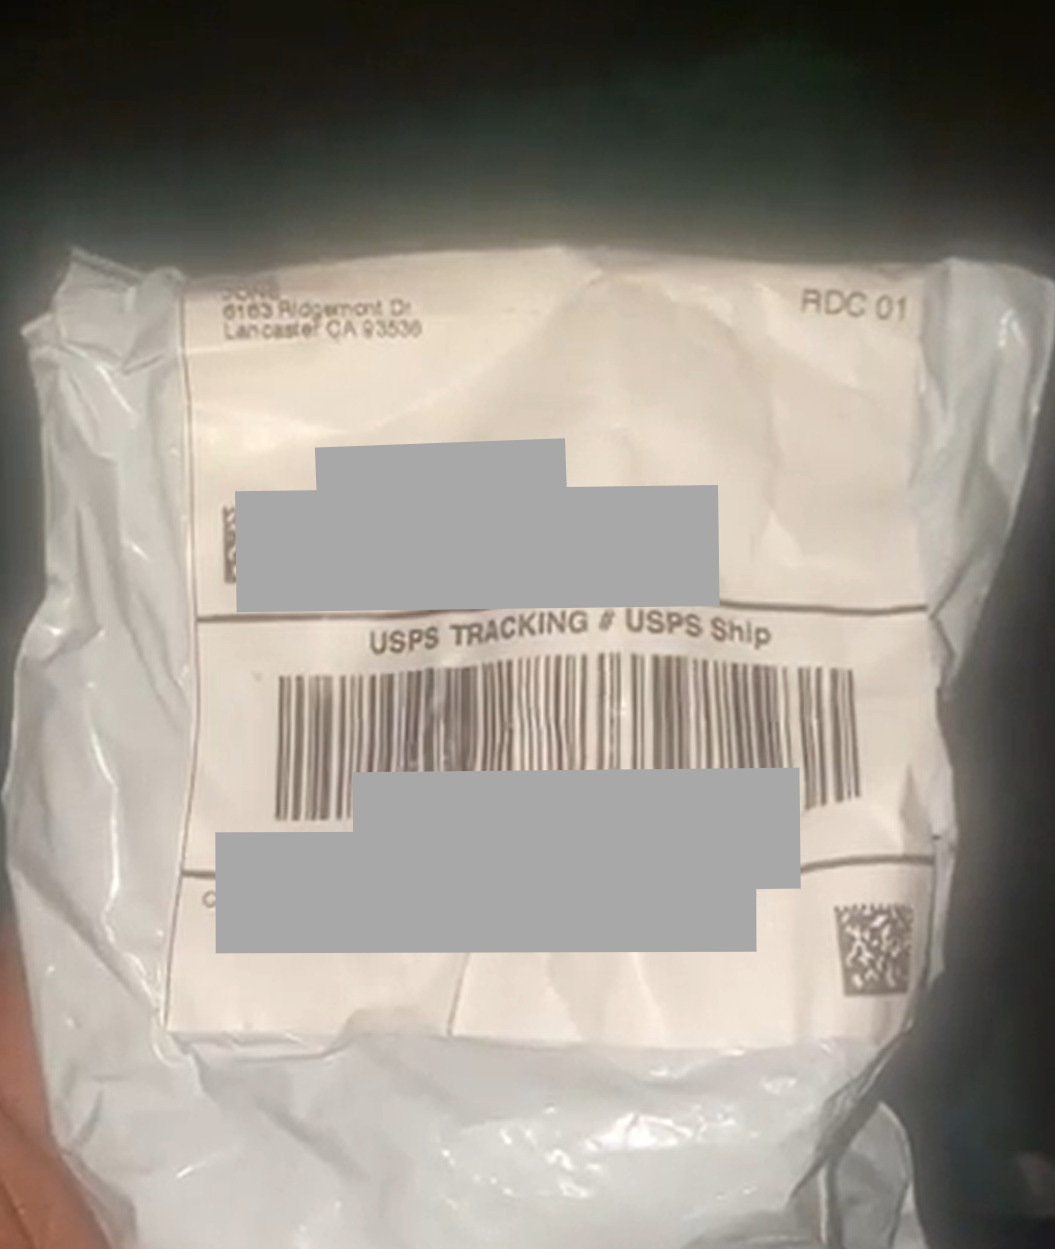 6163 Ridgemont Dr
Lancaster CA 93536
RDC 01
USPS TRACKING # USPS Ship